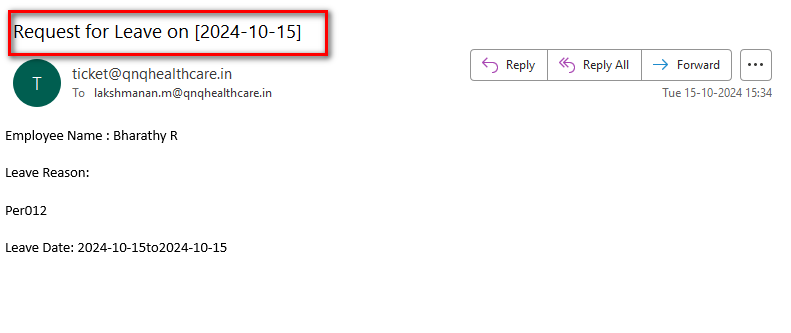 Request for Leave on [2024-10-15]
T
ticket@qnqhealthcare.in
To lakshmanan.m@qnqhealthcare.in
Reply
Reply All
Forward
Tue 15-10-2024 15:34
Employee Name : Bharathy R
Leave Reason:
Per012
Leave Date: 2024-10-15to2024-10-15